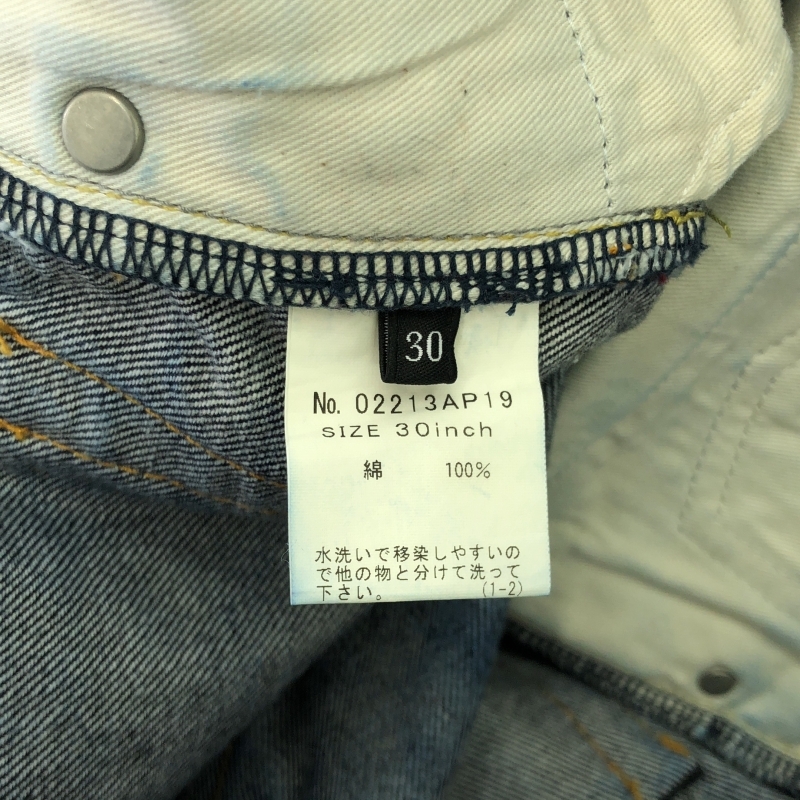 30
No. 02213AP19
SIZE 30inch
綿 100%
水洗いで移染しやすいの
で他の物と分けて洗って
下さい。 (1-2)